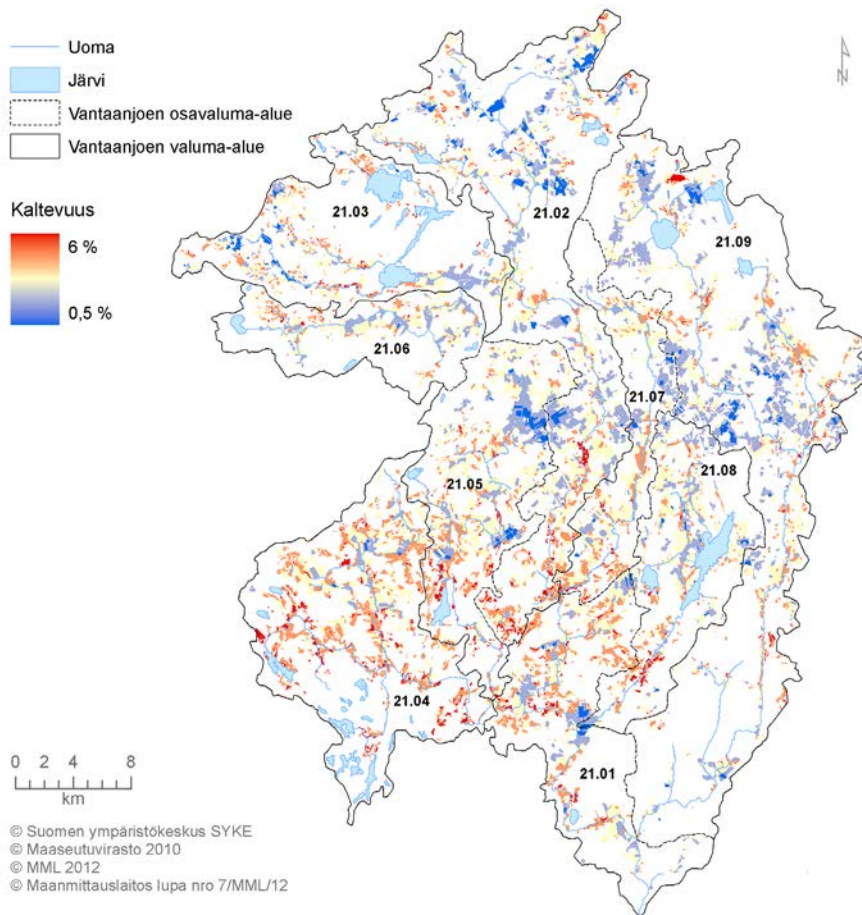 Uoma
Järvi
Vantaanjoen osavaluma-alue
Vantaanjoen valuma-alue
Kaltevuus
6 %
0,5 %
21.03
21.02
21.09
21.06
21.07
21.05
21.08
21.04
21.01
0 4 8
km
© Suomen ympäristökeskus SYKE
© Maaseutuvirasto 2010
© MML 2012
© Maanmittauslaitos lupa nro 7/MML/12
N